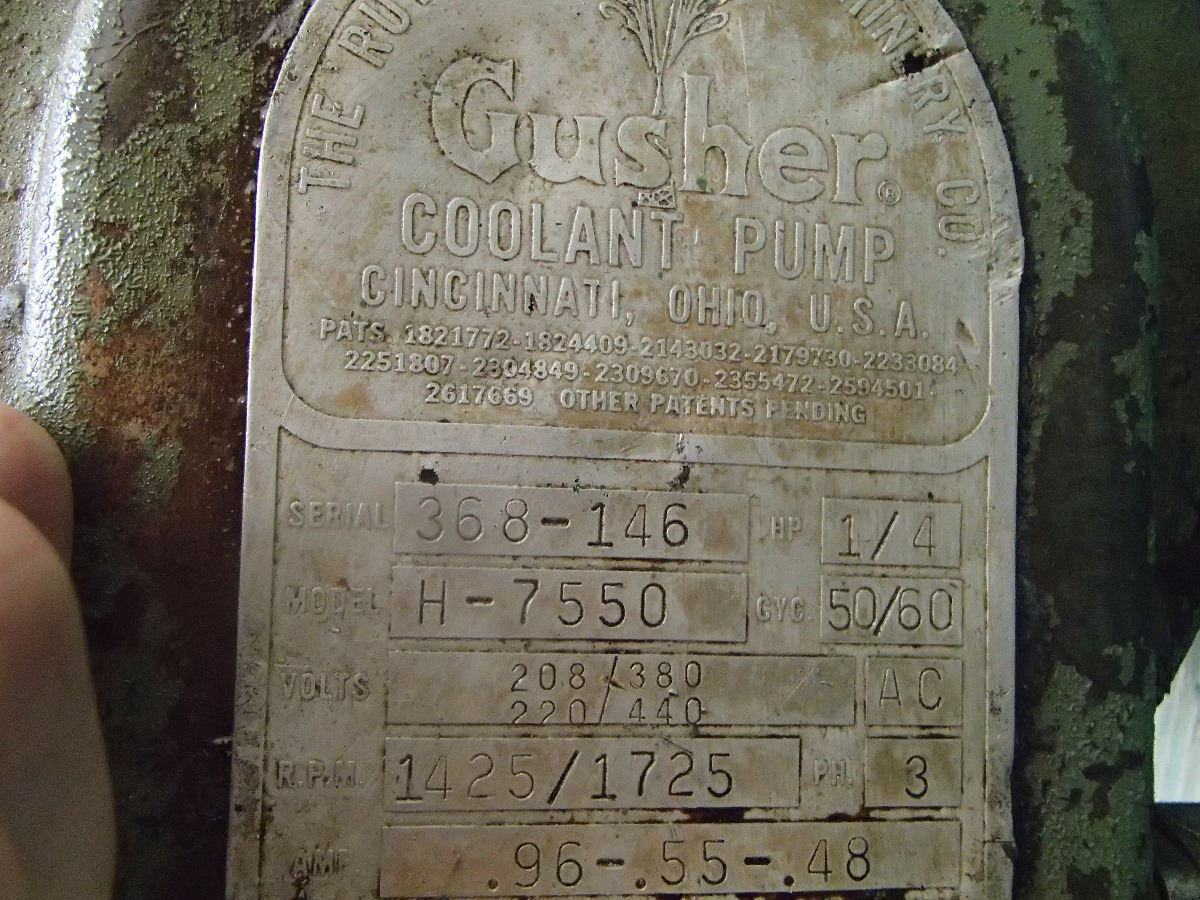 THE RU INERY CO.
Gusher®
COOLANT PUMP
CINCINNATI, OHIO, U.S.A.
PATS. 1821772-1824409-2143032-2179730-2233084
2251807-2304849-2309670-2355472-2594501-
2617669 OTHER PATENTS PENDING
SERIAL 368-146 HP 1/4
MODEL H-7550 CYC. 50/60
VOLTS 208/380 AC
220/440
R.P.M. 1425/1725 PH. 3
AMP .96-.55-.48